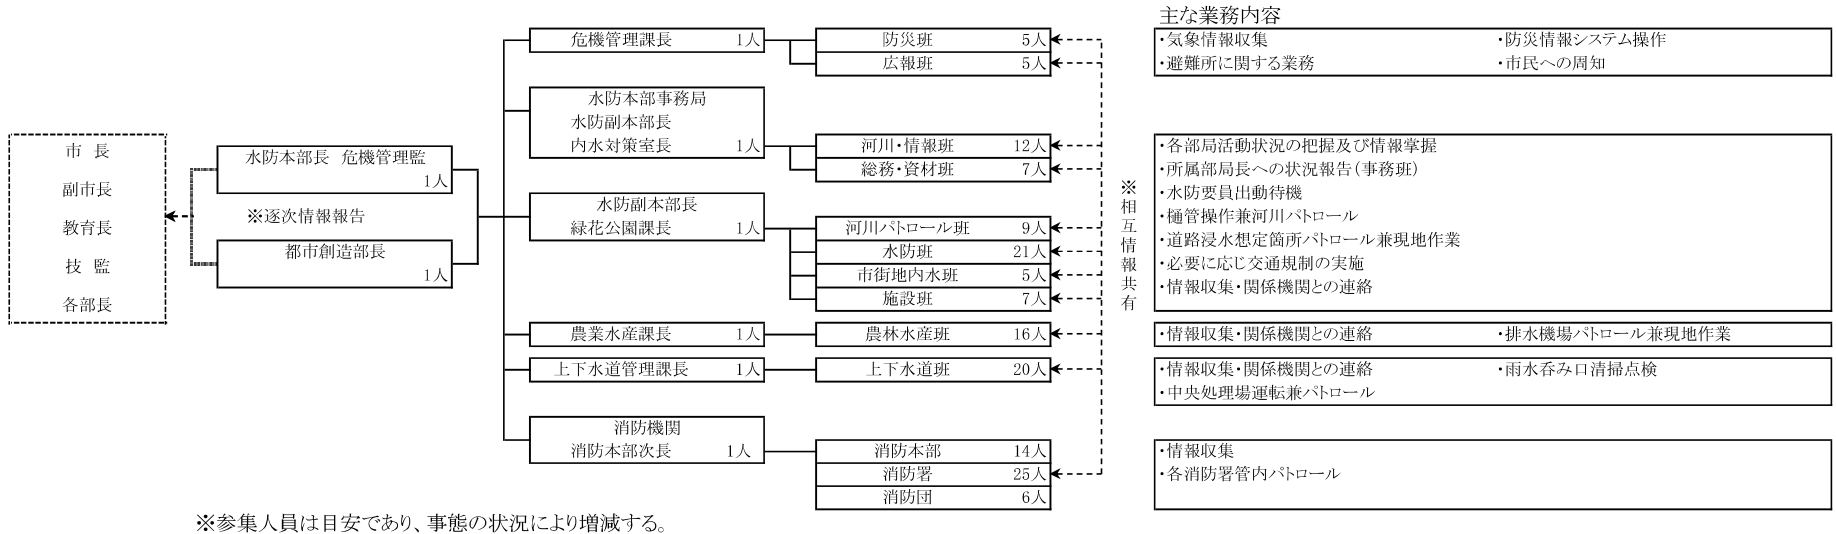 主な業務内容
危機管理課長 1人
防災班 5人
広報班 5人
・気象情報収集 ・防災情報システム操作
・避難所に関する業務 ・市民への周知
水防本部事務局
水防副本部長
内水対策室長 1人
河川・情報班 12人
総務・資材班 7人
市 長
副市長
教育長
技 監
各部長
水防本部長 危機管理監
1人
※逐次情報報告
都市創造部長
1人
水防副本部長
緑花公園課長 1人
河川パトロール班 9人
水防班 21人
市街地内水班 5人
施設班 7人
※相互情報共有
・各部局活動状況の把握及び情報掌握
・所属部局長への状況報告(事務班)
・水防要員出動待機
・樋管操作兼河川パトロール
・道路浸水想定箇所パトロール兼現地作業
・必要に応じ交通規制の実施
・情報収集・関係機関との連絡
農業水産課長 1人
農林水産班 16人
・情報収集・関係機関との連絡 ・排水機場パトロール兼現地作業
上下水道管理課長 1人
上下水道班 20人
・情報収集・関係機関との連絡 ・雨水呑み口清掃点検
・中央処理場運転兼パトロール
消防機関
消防本部次長 1人
消防本部 14人
消防署 25人
消防団 6人
・情報収集
・各消防署管内パトロール
※参集人員は目安であり、事態の状況により増減する。